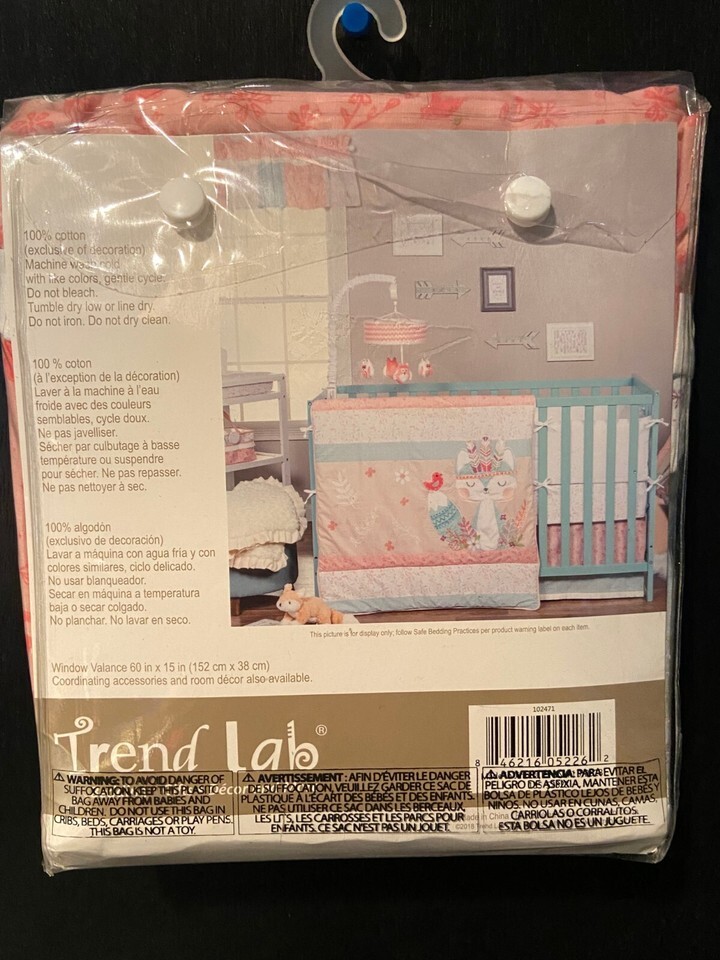 100% cotton
(exclusive of decoration)
Machine wash cold
with like colors, gentle cycle.
Do not bleach.
Tumble dry low or line dry.
Do not iron. Do not dry clean.
100 % coton
(à l'exception de la décoration)
Laver à la machine à l'eau
froide avec des couleurs
semblables, cycle doux.
Ne pas javelliser.
Sécher par culbutage à basse
température ou suspendre
pour sécher. Ne pas repasser.
Ne pas nettoyer à sec.
100% algodón
(exclusivo de decoración)
Lavar a máquina con agua fría y con
colores similares, ciclo delicado.
No usar blanqueador.
Secar en máquina a temperatura
baja o secar colgado.
No planchar. No lavar en seco.
This picture is for display only; follow Safe Bedding Practices per product warning label on each item.
Window Valance 60 in x 15 in (152 cm x 38 cm)
Coordinating accessories and room décor also available.
Trend Lab®
102471
8 46216 05226 2
⚠ WARNING: TO AVOID DANGER OF
SUFFOCATION, KEEP THIS PLASTIC
BAG AWAY FROM BABIES AND
CHILDREN. DO NOT USE THIS BAG IN
CRIBS, BEDS, CARRIAGES OR PLAY PENS.
THIS BAG IS NOT A TOY.
⚠ AVERTISSEMENT : AFIN D'ÉVITER LE DANGER
DE SUFFOCATION, VEUILLEZ GARDER CE SAC DE
PLASTIQUE À L'ÉCART DES BÉBÉS ET DES ENFANTS.
NE PAS UTILISER CE SAC DANS LES BERCEAUX,
LES LITS, LES CARROSSES ET LES PARCS POUR
ENFANTS. CE SAC N'EST PAS UN JOUET.
⚠ ADVERTENCIA: PARA EVITAR EL
PELIGRO DE ASFIXIA, MANTENER ESTA
BOLSA DE PLASTICO LEJOS DE BEBES Y
NINOS. NO USAR EN CUNAS, CAMAS,
CARRIOLAS O CORRALITOS.
ESTA BOLSA NO ES UN JUGUETE.
Made in China
©2018 Trend